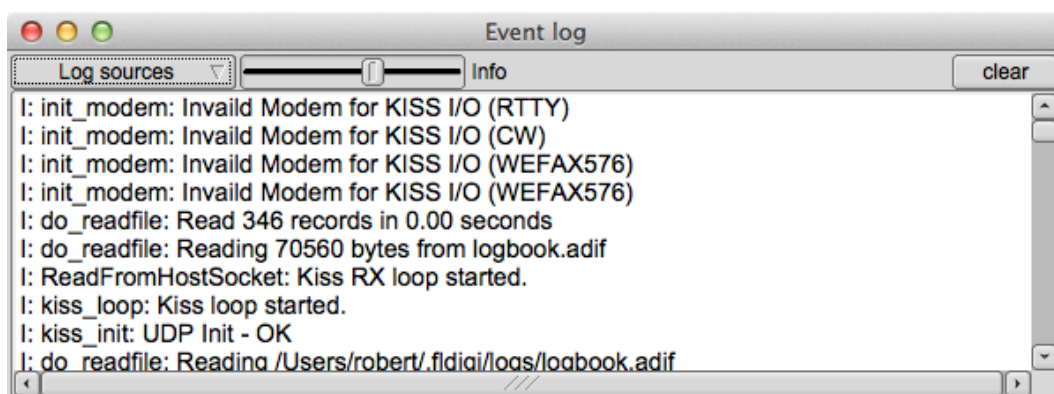 Event log
Log sources Info clear
I: init_modem: Invaild Modem for KISS I/O (RTTY)
I: init_modem: Invaild Modem for KISS I/O (CW)
I: init_modem: Invaild Modem for KISS I/O (WEFAX576)
I: init_modem: Invaild Modem for KISS I/O (WEFAX576)
I: do_readfile: Read 346 records in 0.00 seconds
I: do_readfile: Reading 70560 bytes from logbook.adif
I: ReadFromHostSocket: Kiss RX loop started.
I: kiss_loop: Kiss loop started.
I: kiss_init: UDP Init - OK
I: do_readfile: Reading /Users/robert/.fldigi/logs/logbook.adif